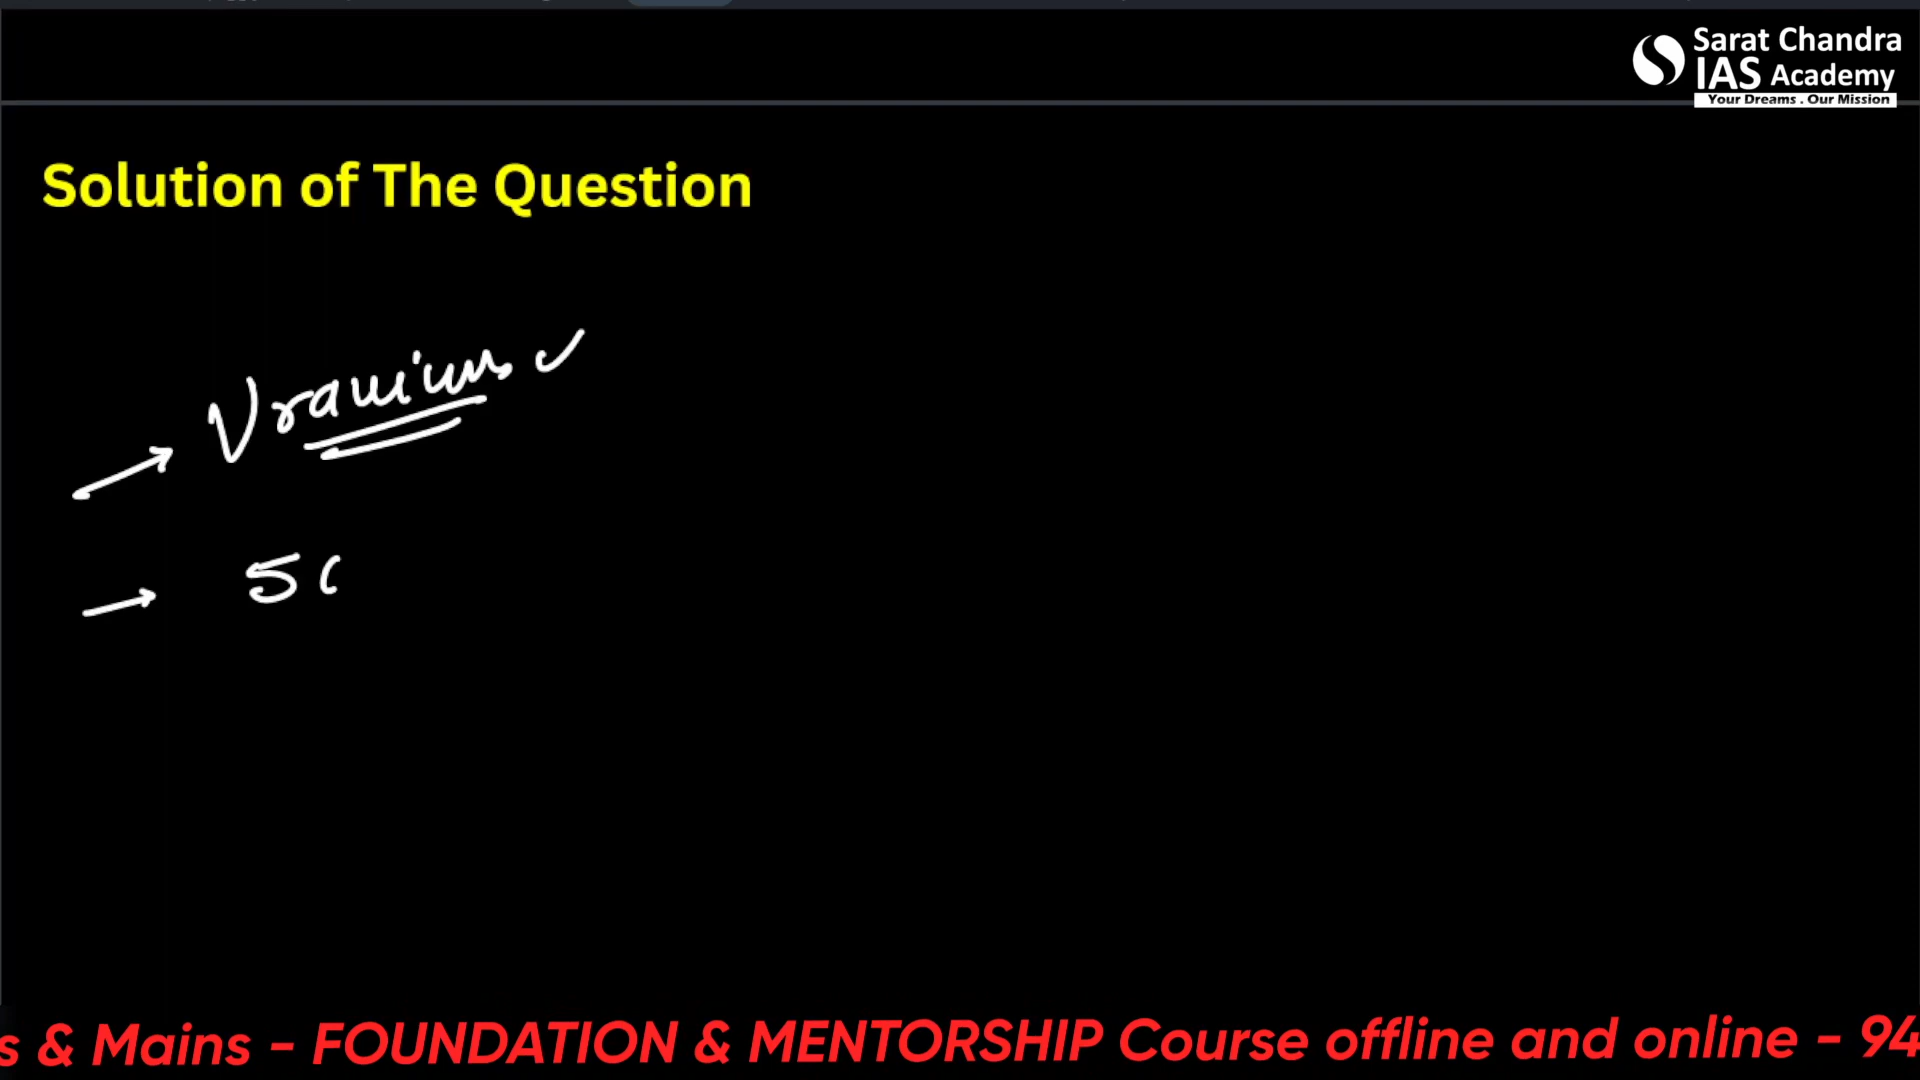 Sarat Chandra
IAS Academy
Your Dreams . Our Mission
Solution of The Question
→ Uranium ✓
→ 50
s & Mains - FOUNDATION & MENTORSHIP Course offline and online - 94